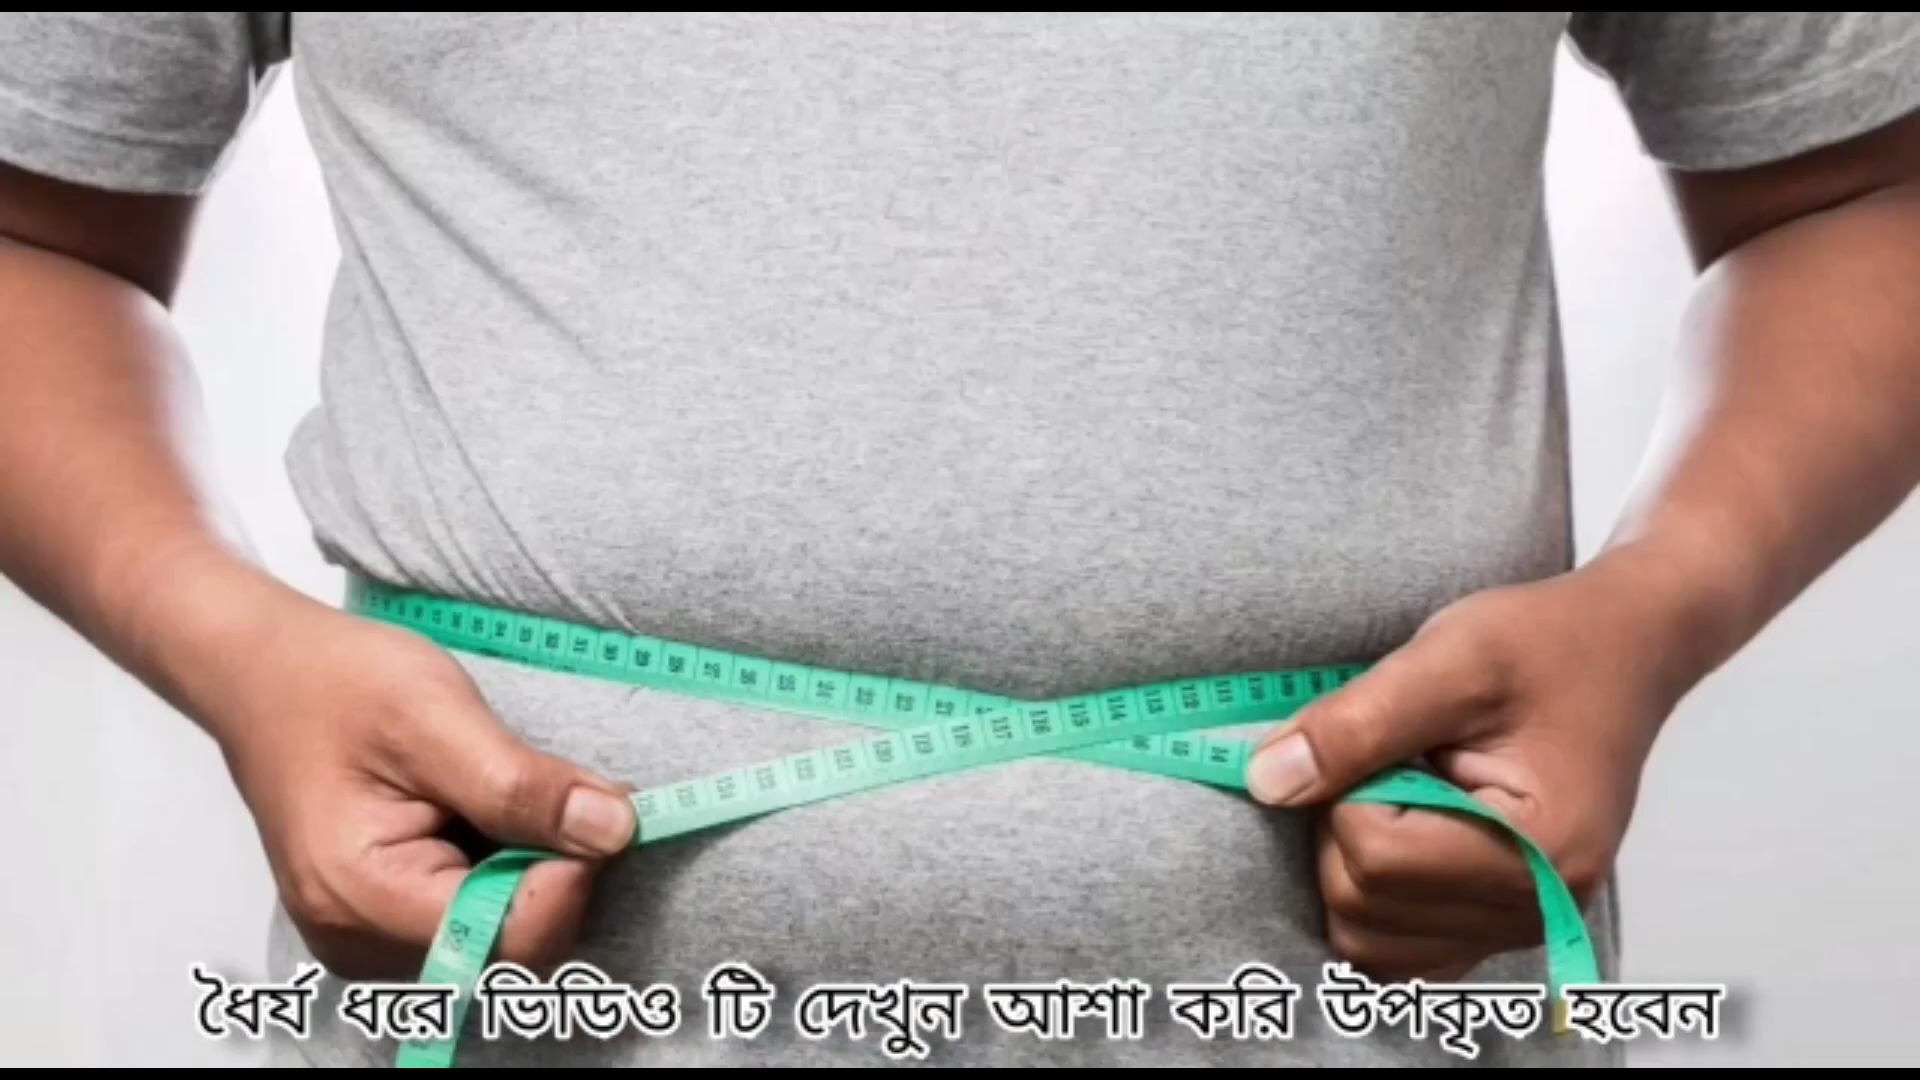 ধৈর্য ধরে ভিডিও টি দেখুন আশা করি উপকৃত হবেন